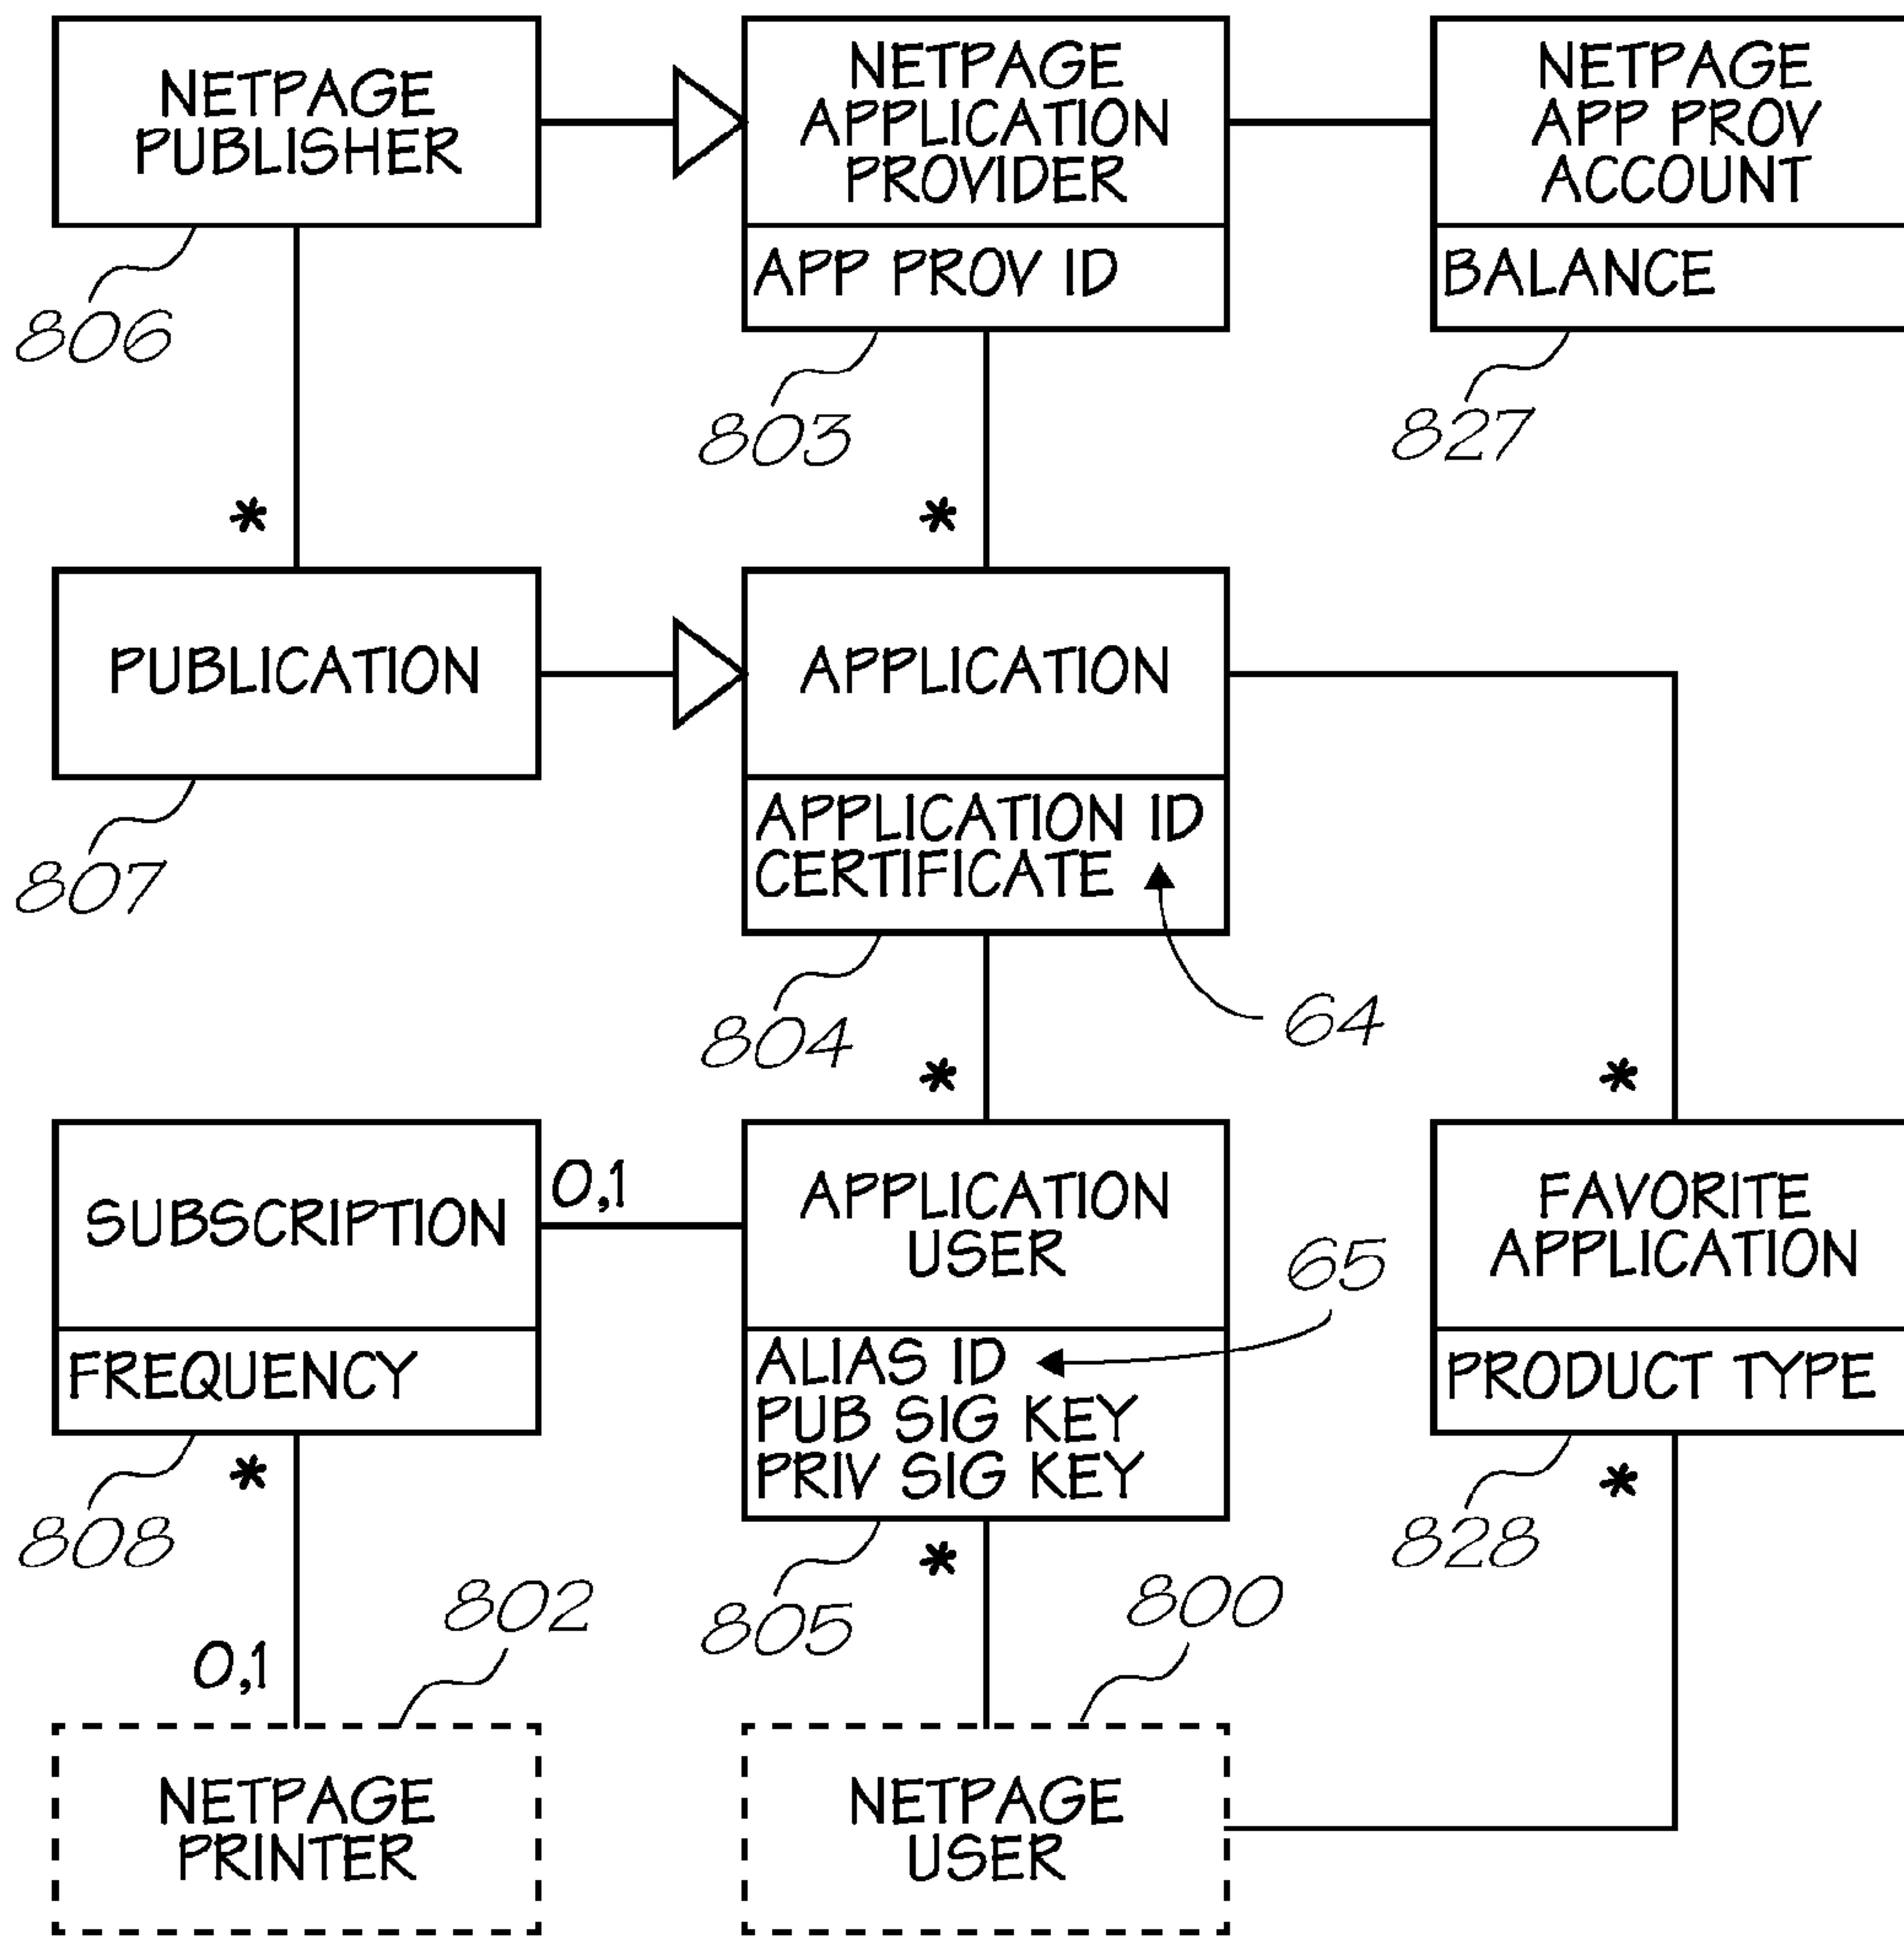 NETPAGE
PUBLISHER
NETPAGE
APPLICATION
PROVIDER
APP PROV ID
NETPAGE
APP PROV
ACCOUNT
BALANCE
806
803
827
*
*
PUBLICATION
APPLICATION
APPLICATION ID
CERTIFICATE
807
804
64
*
*
SUBSCRIPTION
FREQUENCY
0,1
APPLICATION
USER
ALIAS ID
PUB SIG KEY
PRIV SIG KEY
65
FAVORITE
APPLICATION
PRODUCT TYPE
*
*
*
808
802
805
800
828
0,1
NETPAGE
PRINTER
NETPAGE
USER